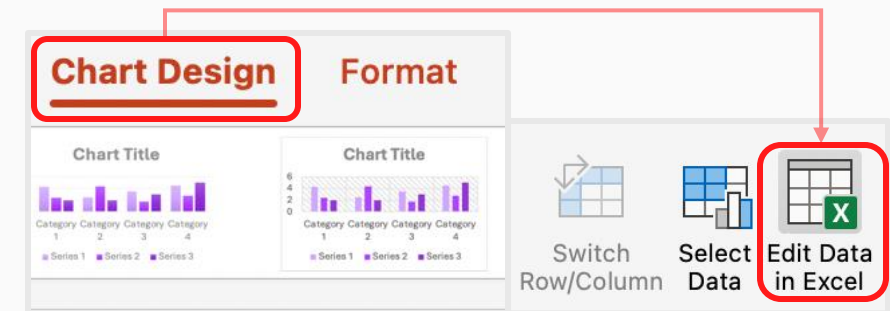 Chart Design
Format
Chart Title
Category Category Category Category
1 2 3 4
Series 1 Series 2 Series 3
Chart Title
6
4
2
0
Category Category Category Category
1 2 3 4
Series 1 Series 2 Series 3
Switch
Row/Column
Select
Data
Edit Data
in Excel
X